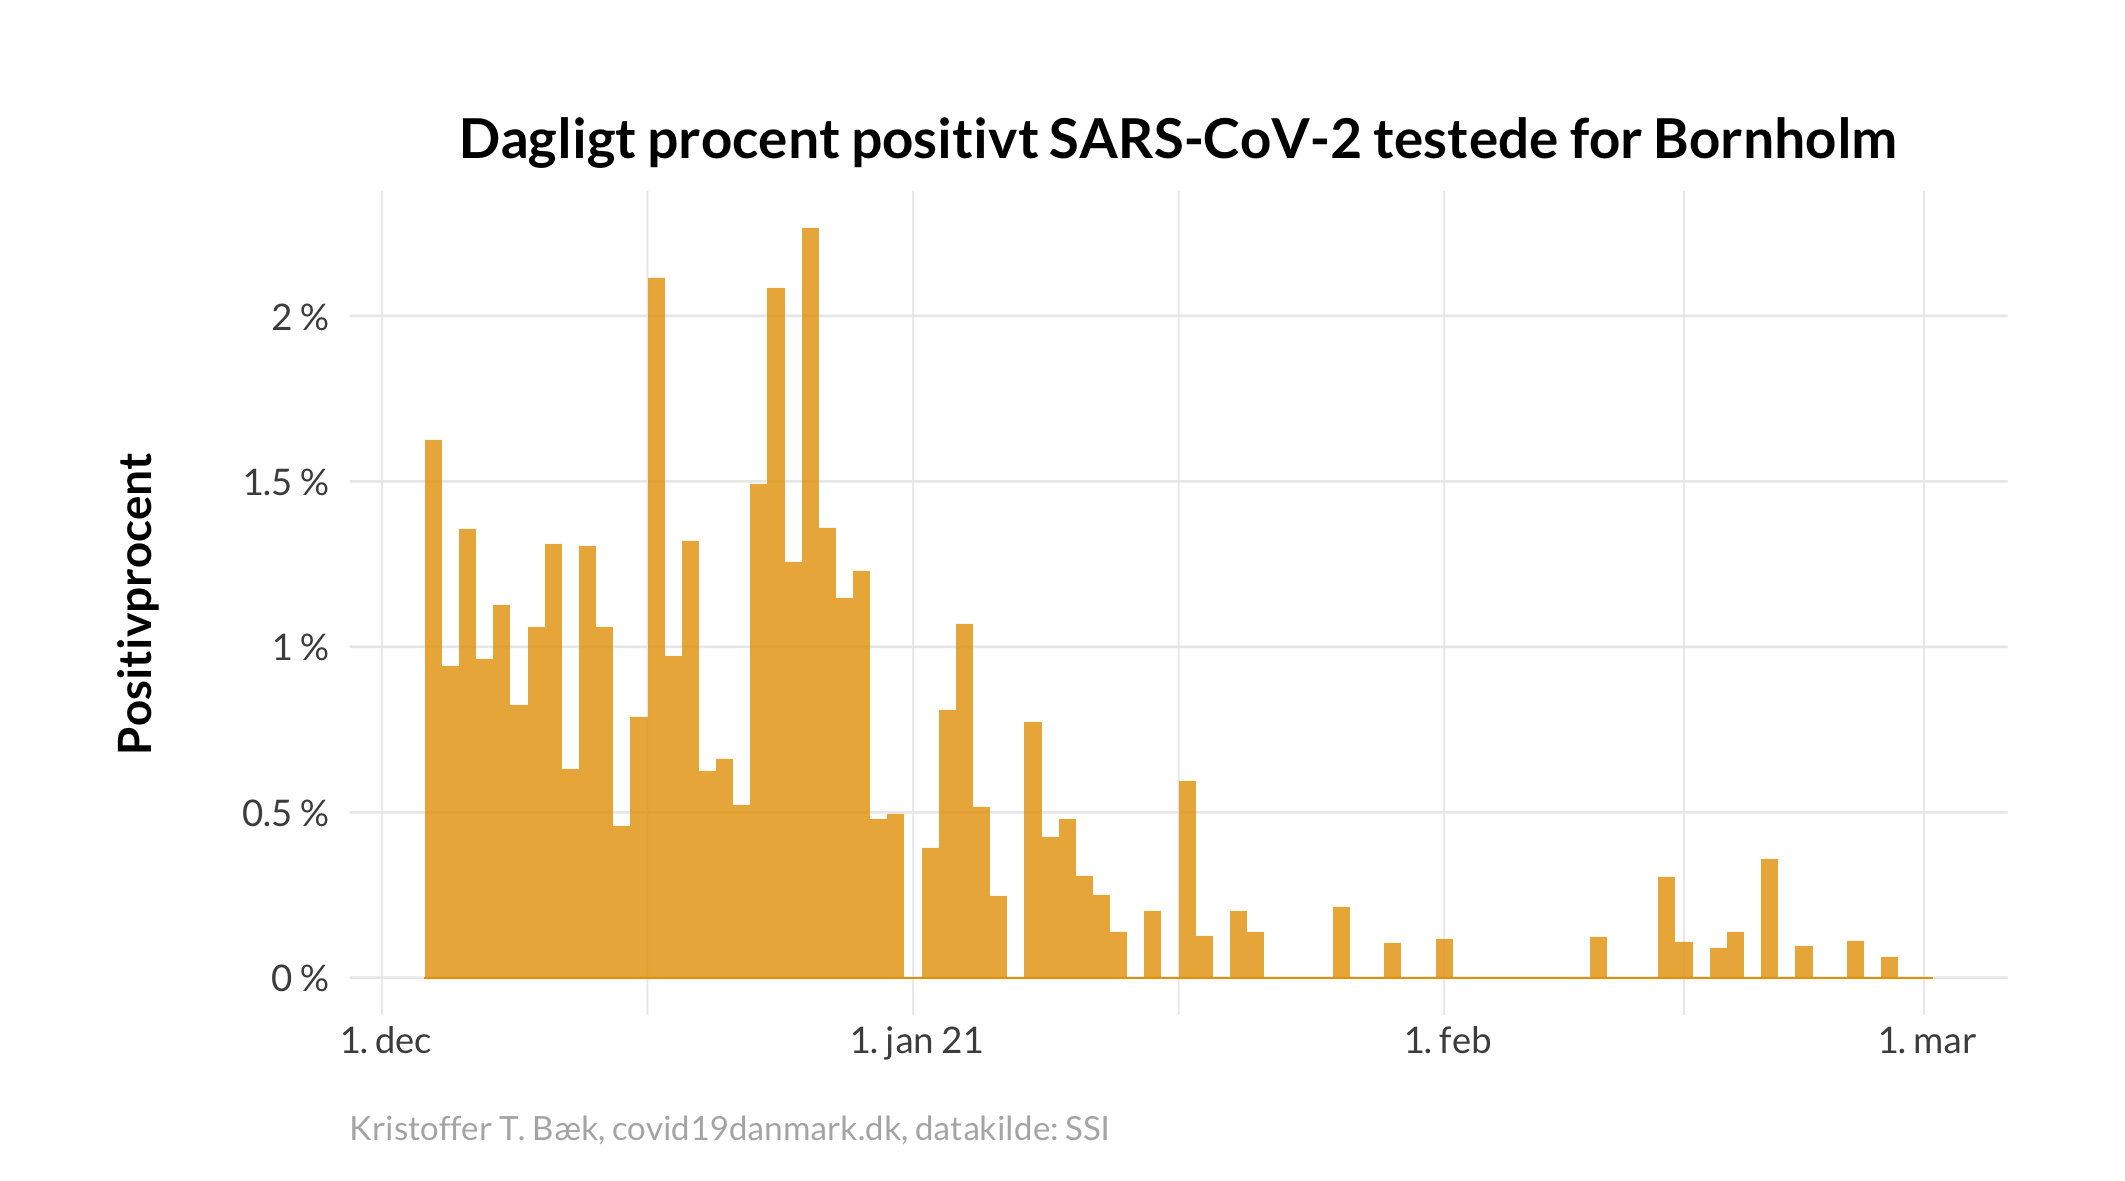 Dagligt procent positivt SARS-CoV-2 testede for Bornholm
Positivprocent
2 %
1.5 %
1 %
0.5 %
0 %
1. dec
1. jan 21
1. feb
1. mar
Kristoffer T. Bæk, covid19danmark.dk, datakilde: SSI